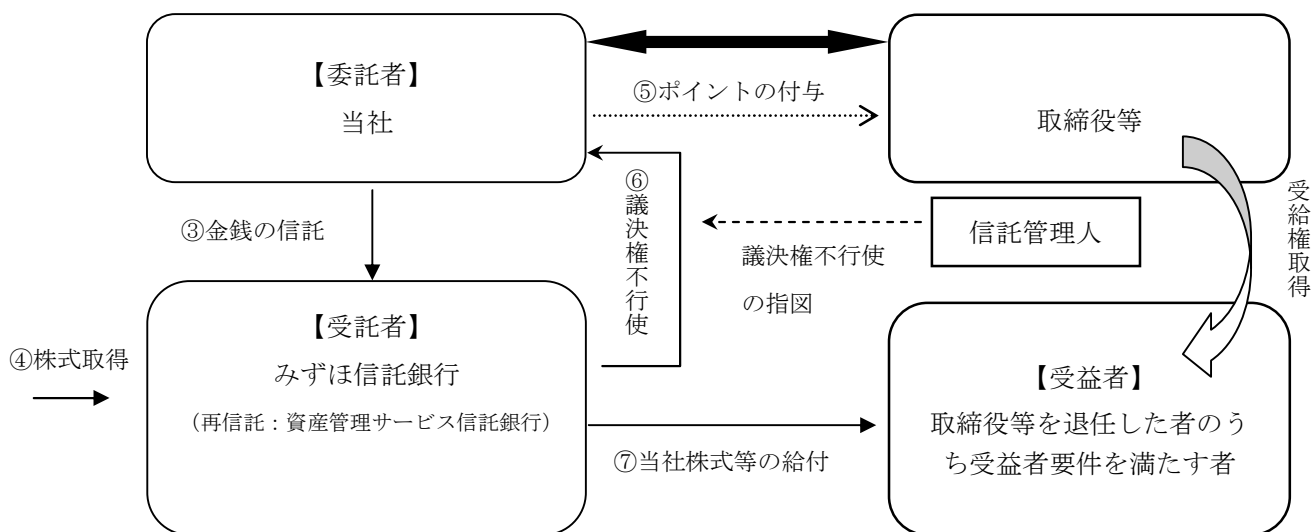 【委託者】
当社
⑤ポイントの付与
取締役等
受給権取得
③金銭の信託
⑥議決権不行使
議決権不行使
の指図
信託管理人
④株式取得
【受託者】
みずほ信託銀行
(再信託:資産管理サービス信託銀行)
⑦当社株式等の給付
【受益者】
取締役等を退任した者のう
ち受益者要件を満たす者